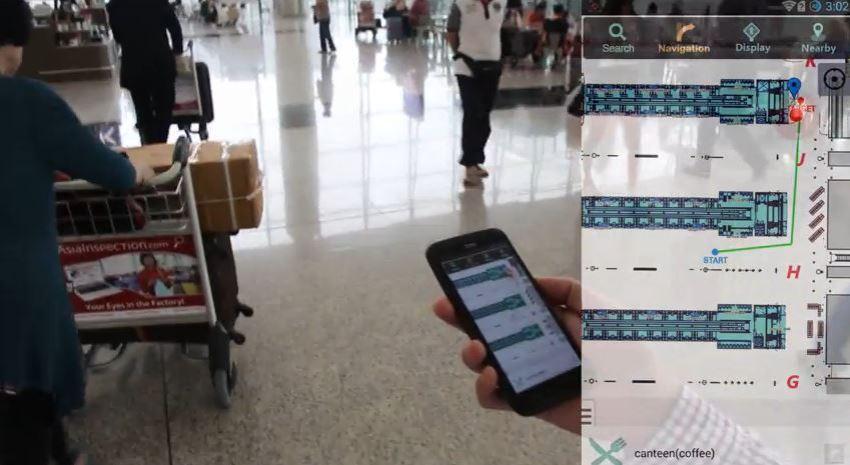 3:02
Search
Navigation
Display
Nearby
K
J
START
H
G
canteen(coffee)
AsiaInspection.com
Your Eyes in the Factory!